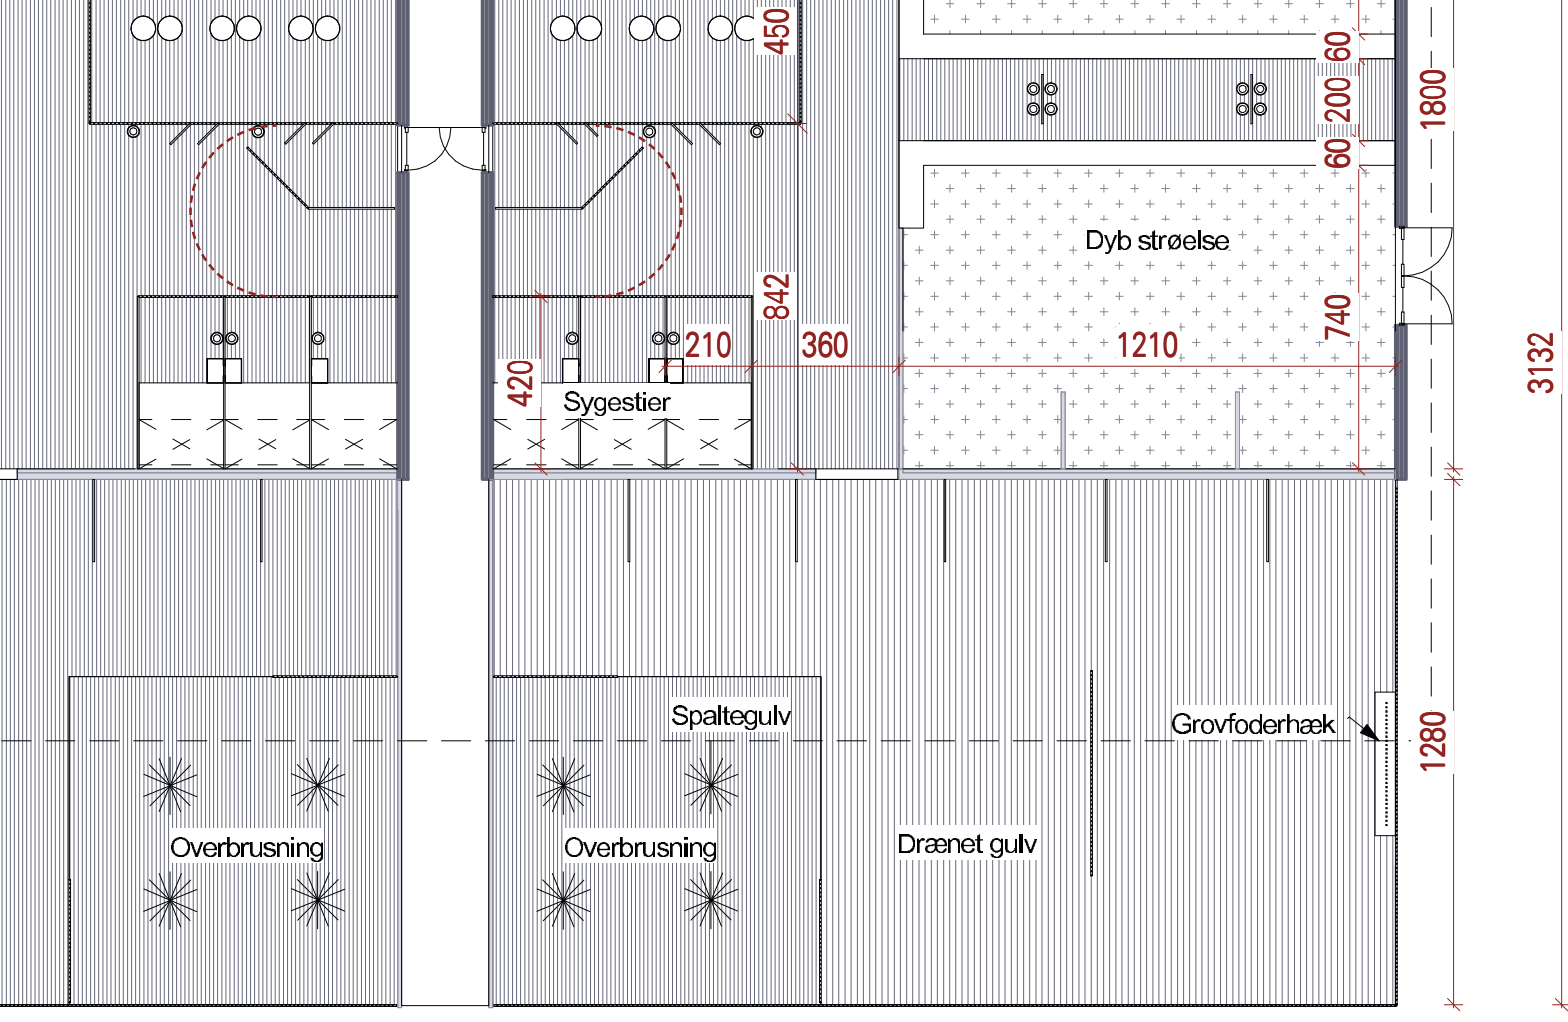 450
60
200
1800
60
Dyb strøelse
842
740
210
360
1210
3132
420
Sygestier
Spaltegulv
Grovfoderhæk
1280
Overbrusning
Overbrusning
Drænet gulv